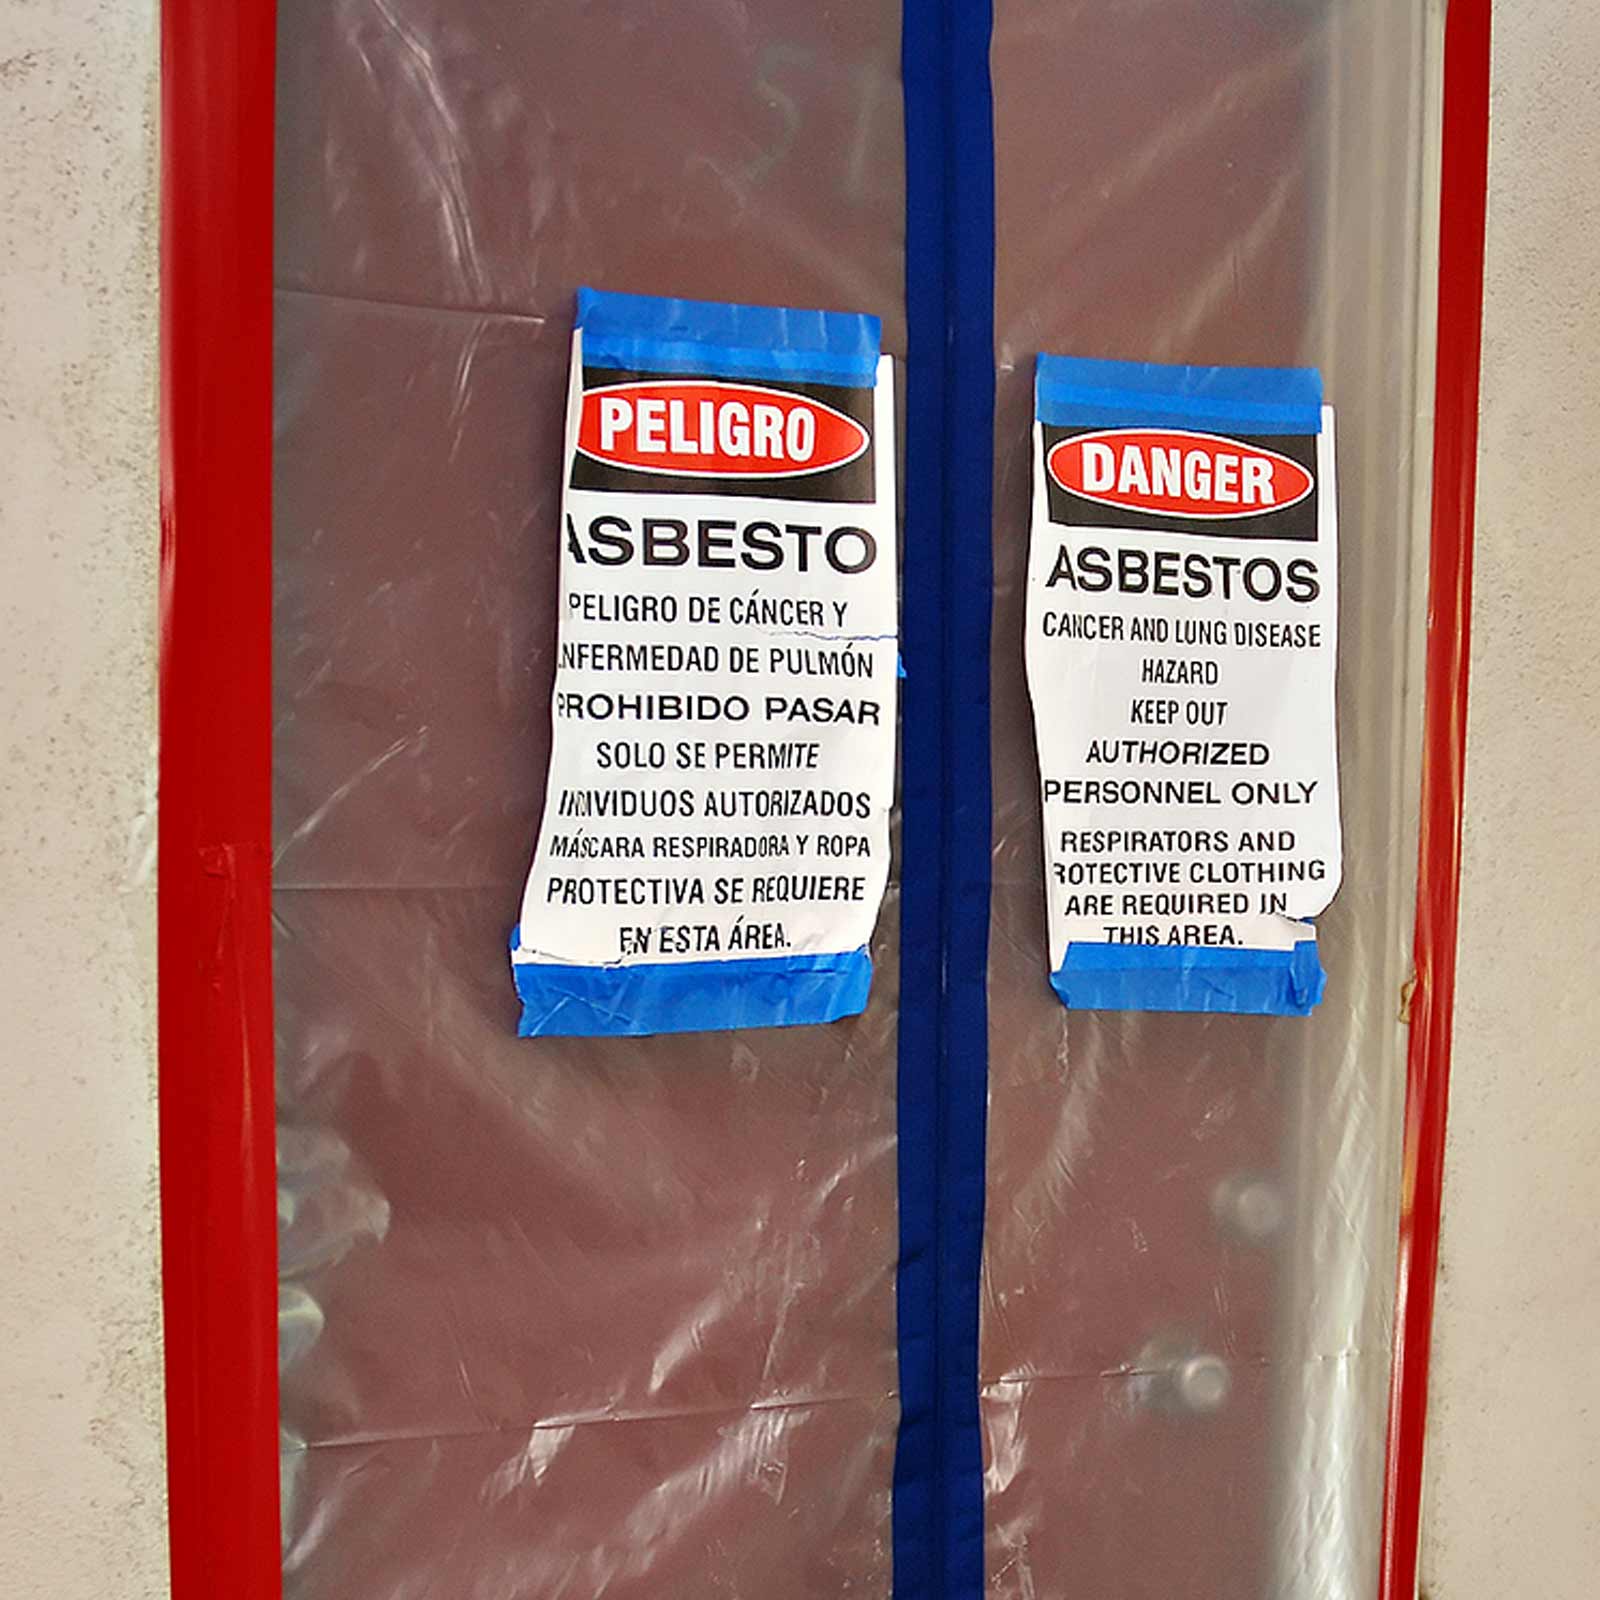 PELIGRO
ASBESTO
PELIGRO DE CÁNCER Y
ENFERMEDAD DE PULMÓN
PROHIBIDO PASAR
SOLO SE PERMITE
INDIVIDUOS AUTORIZADOS
MÁSCARA RESPIRADORA Y ROPA
PROTECTIVA SE REQUIERE
EN ESTA ÁREA.
DANGER
ASBESTOS
CANCER AND LUNG DISEASE
HAZARD
KEEP OUT
AUTHORIZED
PERSONNEL ONLY
RESPIRATORS AND
PROTECTIVE CLOTHING
ARE REQUIRED IN
THIS AREA.